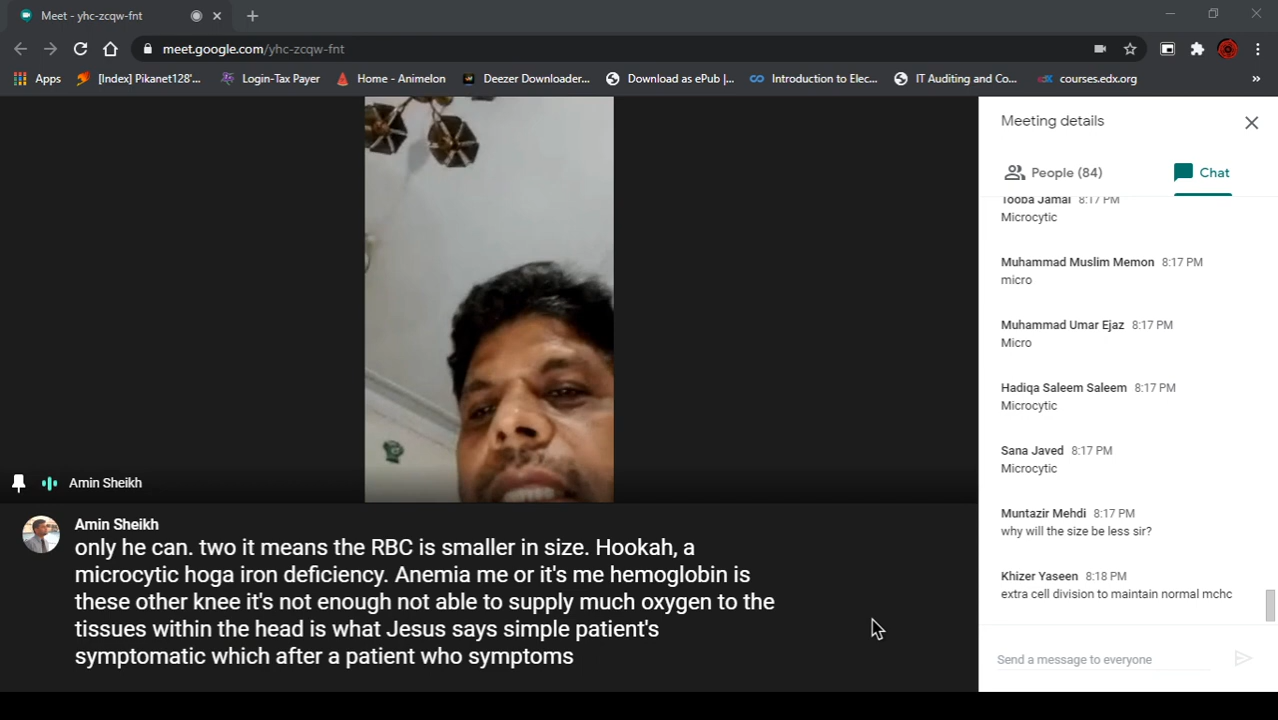 Meet - yhc-zcqw-fnt
meet.google.com/yhc-zcqw-fnt
Apps
[Index] Pikanet128'...
Login-Tax Payer
Home - Animelon
Deezer Downloader...
Download as ePub |...
Introduction to Elec...
IT Auditing and Co...
courses.edx.org
»
Amin Sheikh
Amin Sheikh
only he can. two it means the RBC is smaller in size. Hookah, a
microcytic hoga iron deficiency. Anemia me or it's me hemoglobin is
these other knee it's not enough not able to supply much oxygen to the
tissues within the head is what Jesus says simple patient's
symptomatic which after a patient who symptoms
Meeting details
People (84)
Chat
Tooba Jamal 8:17 PM
Microcytic
Muhammad Muslim Memon 8:17 PM
micro
Muhammad Umar Ejaz 8:17 PM
Micro
Hadiqa Saleem Saleem 8:17 PM
Microcytic
Sana Javed 8:17 PM
Microcytic
Muntazir Mehdi 8:17 PM
why will the size be less sir?
Khizer Yaseen 8:18 PM
extra cell division to maintain normal mchc
Send a message to everyone